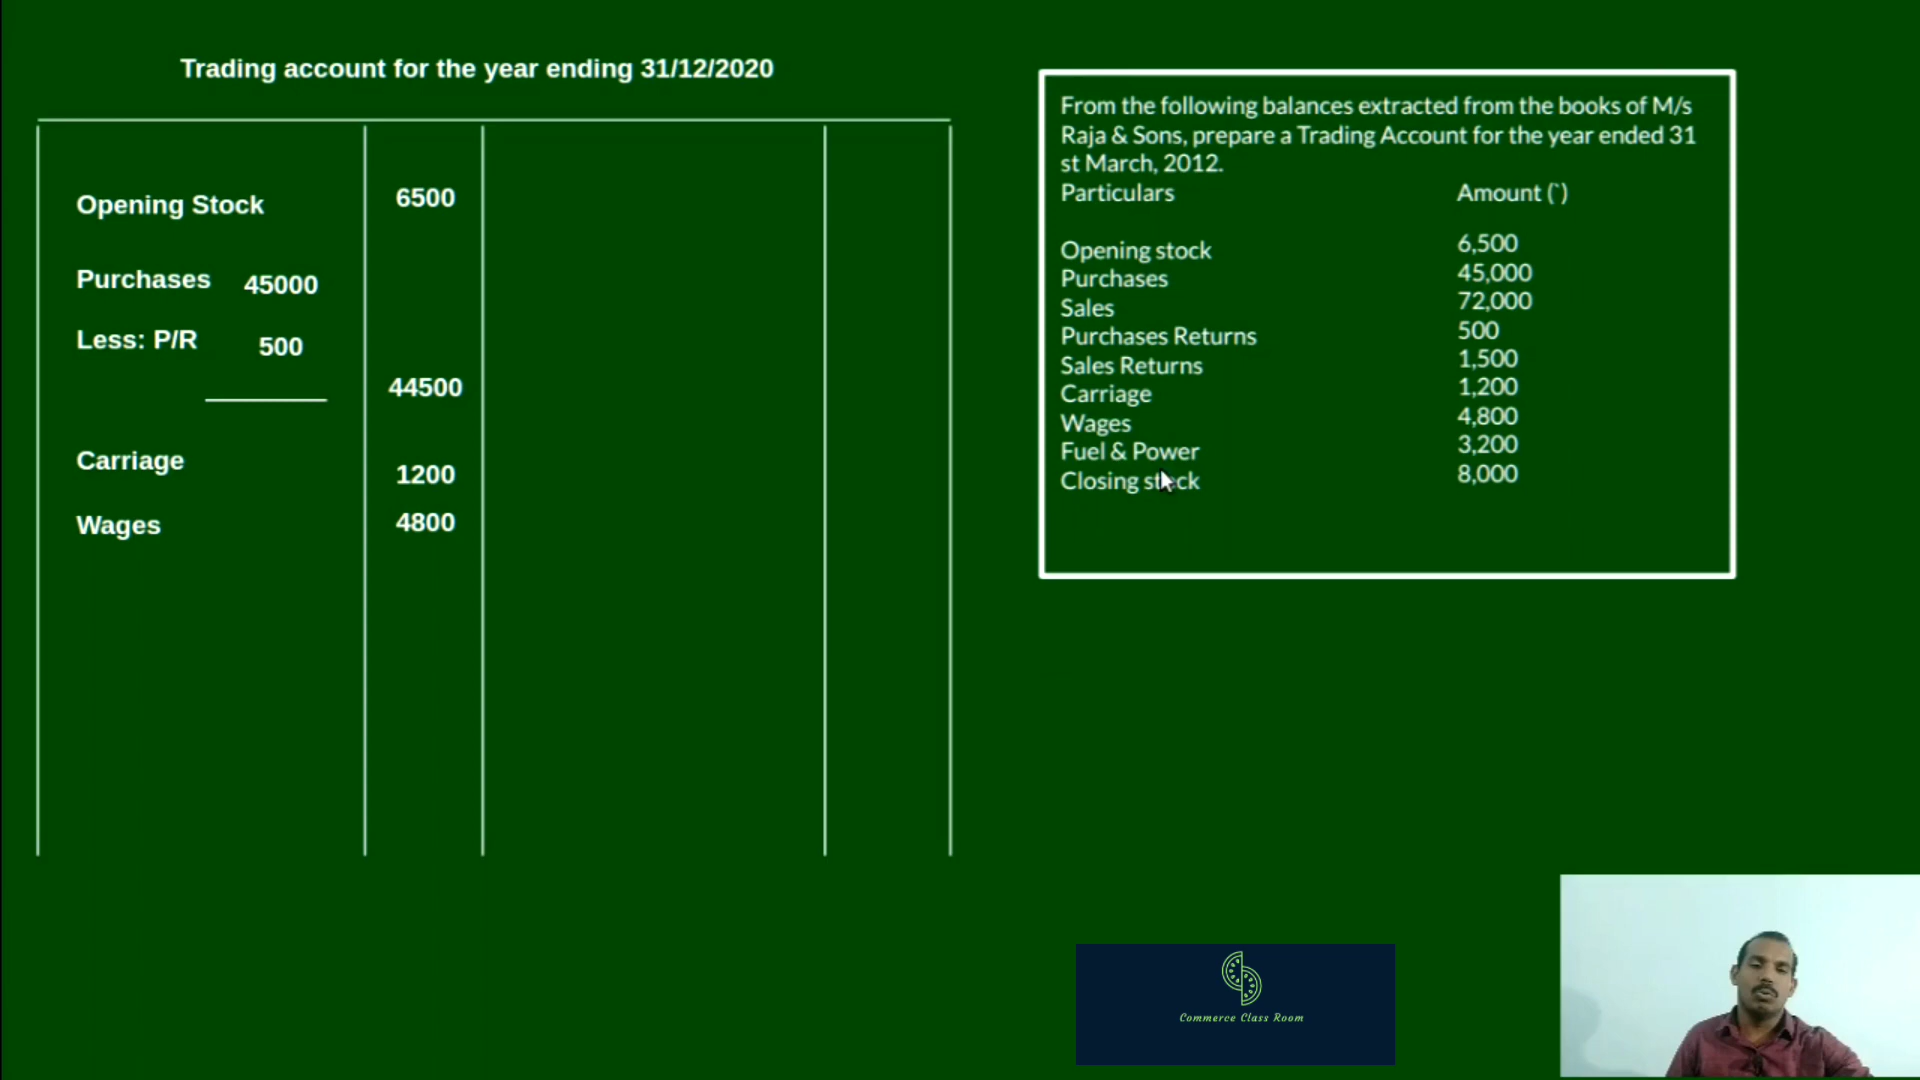 Trading account for the year ending 31/12/2020
Opening Stock 6500
Purchases 45000
Less: P/R 500
44500
Carriage 1200
Wages 4800
From the following balances extracted from the books of M/s
Raja & Sons, prepare a Trading Account for the year ended 31
st March, 2012.
Particulars Amount (`)
Opening stock 6,500
Purchases 45,000
Sales 72,000
Purchases Returns 500
Sales Returns 1,500
Carriage 1,200
Wages 4,800
Fuel & Power 3,200
Closing stock 8,000
Commerce Class Room